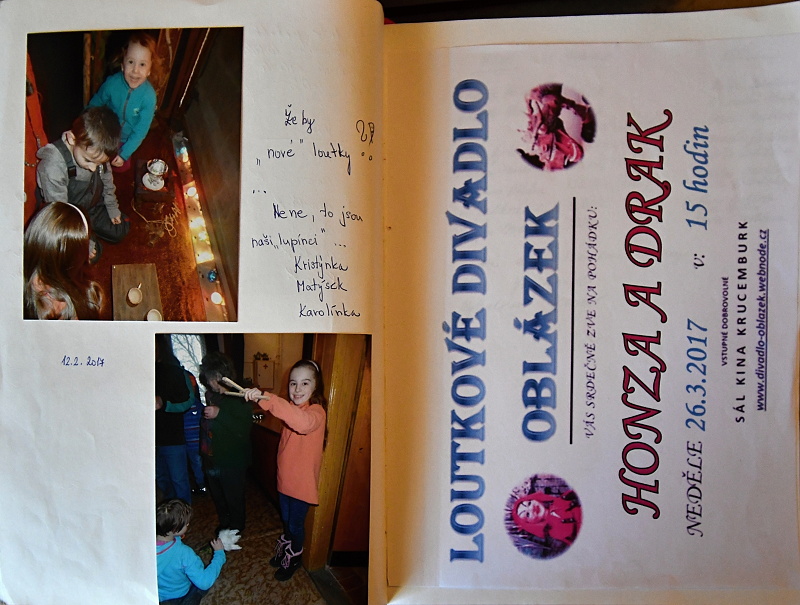 Že by
„nové" loutky ??
...
Nene, to jsou
naši „lupínci" ...
Kristýnka
Matýsek
Karolínka
12.2. 2017
LOUTKOVÉ DIVADLO
OBLÁZEK
VÁS SRDEČNĚ ZVE NA POHÁDKU:
HONZA A DRAK
NEDĚLE 26.3.2017 V: 15 hodin
VSTUPNÉ DOBROVOLNÉ
SÁL KINA KRUCEMBURK
www.divadlo-oblazek.webnode.cz